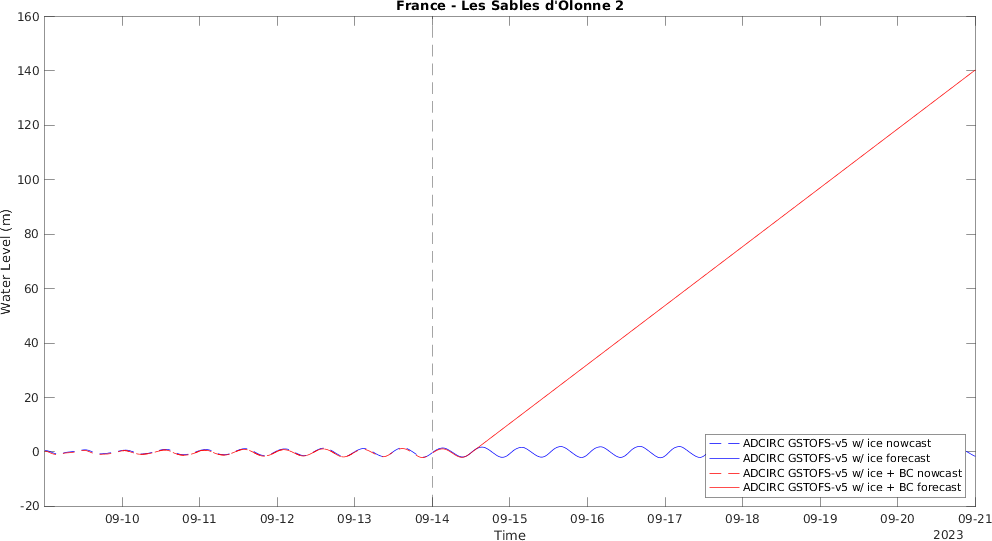 France - Les Sables d'Olonne 2
160
140
120
100
80
60
40
20
0
-20
Water Level (m)
09-10 09-11 09-12 09-13 09-14 09-15 09-16 09-17 09-18 09-19 09-20 09-21
Time
2023
ADCIRC GSTOFS-v5 w/ ice nowcast
ADCIRC GSTOFS-v5 w/ ice forecast
ADCIRC GSTOFS-v5 w/ ice + BC nowcast
ADCIRC GSTOFS-v5 w/ ice + BC forecast